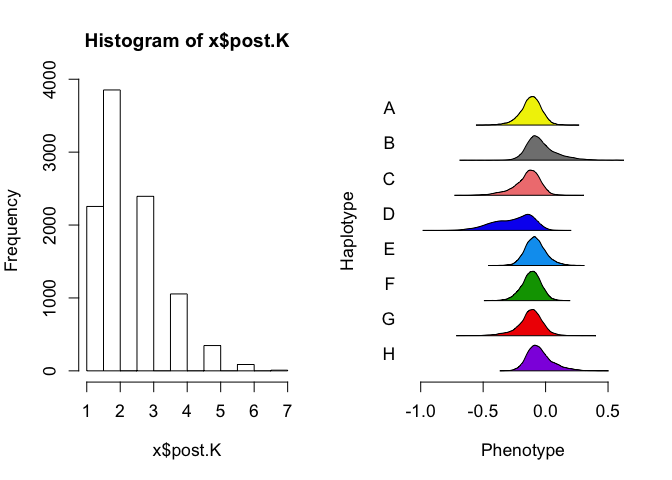 Histogram of x$post.K
Frequency
4000
3000
2000
1000
0
1 2 3 4 5 6 7
x$post.K
Haplotype
A
B
C
D
E
F
G
H
-1.0 -0.5 0.0 0.5
Phenotype